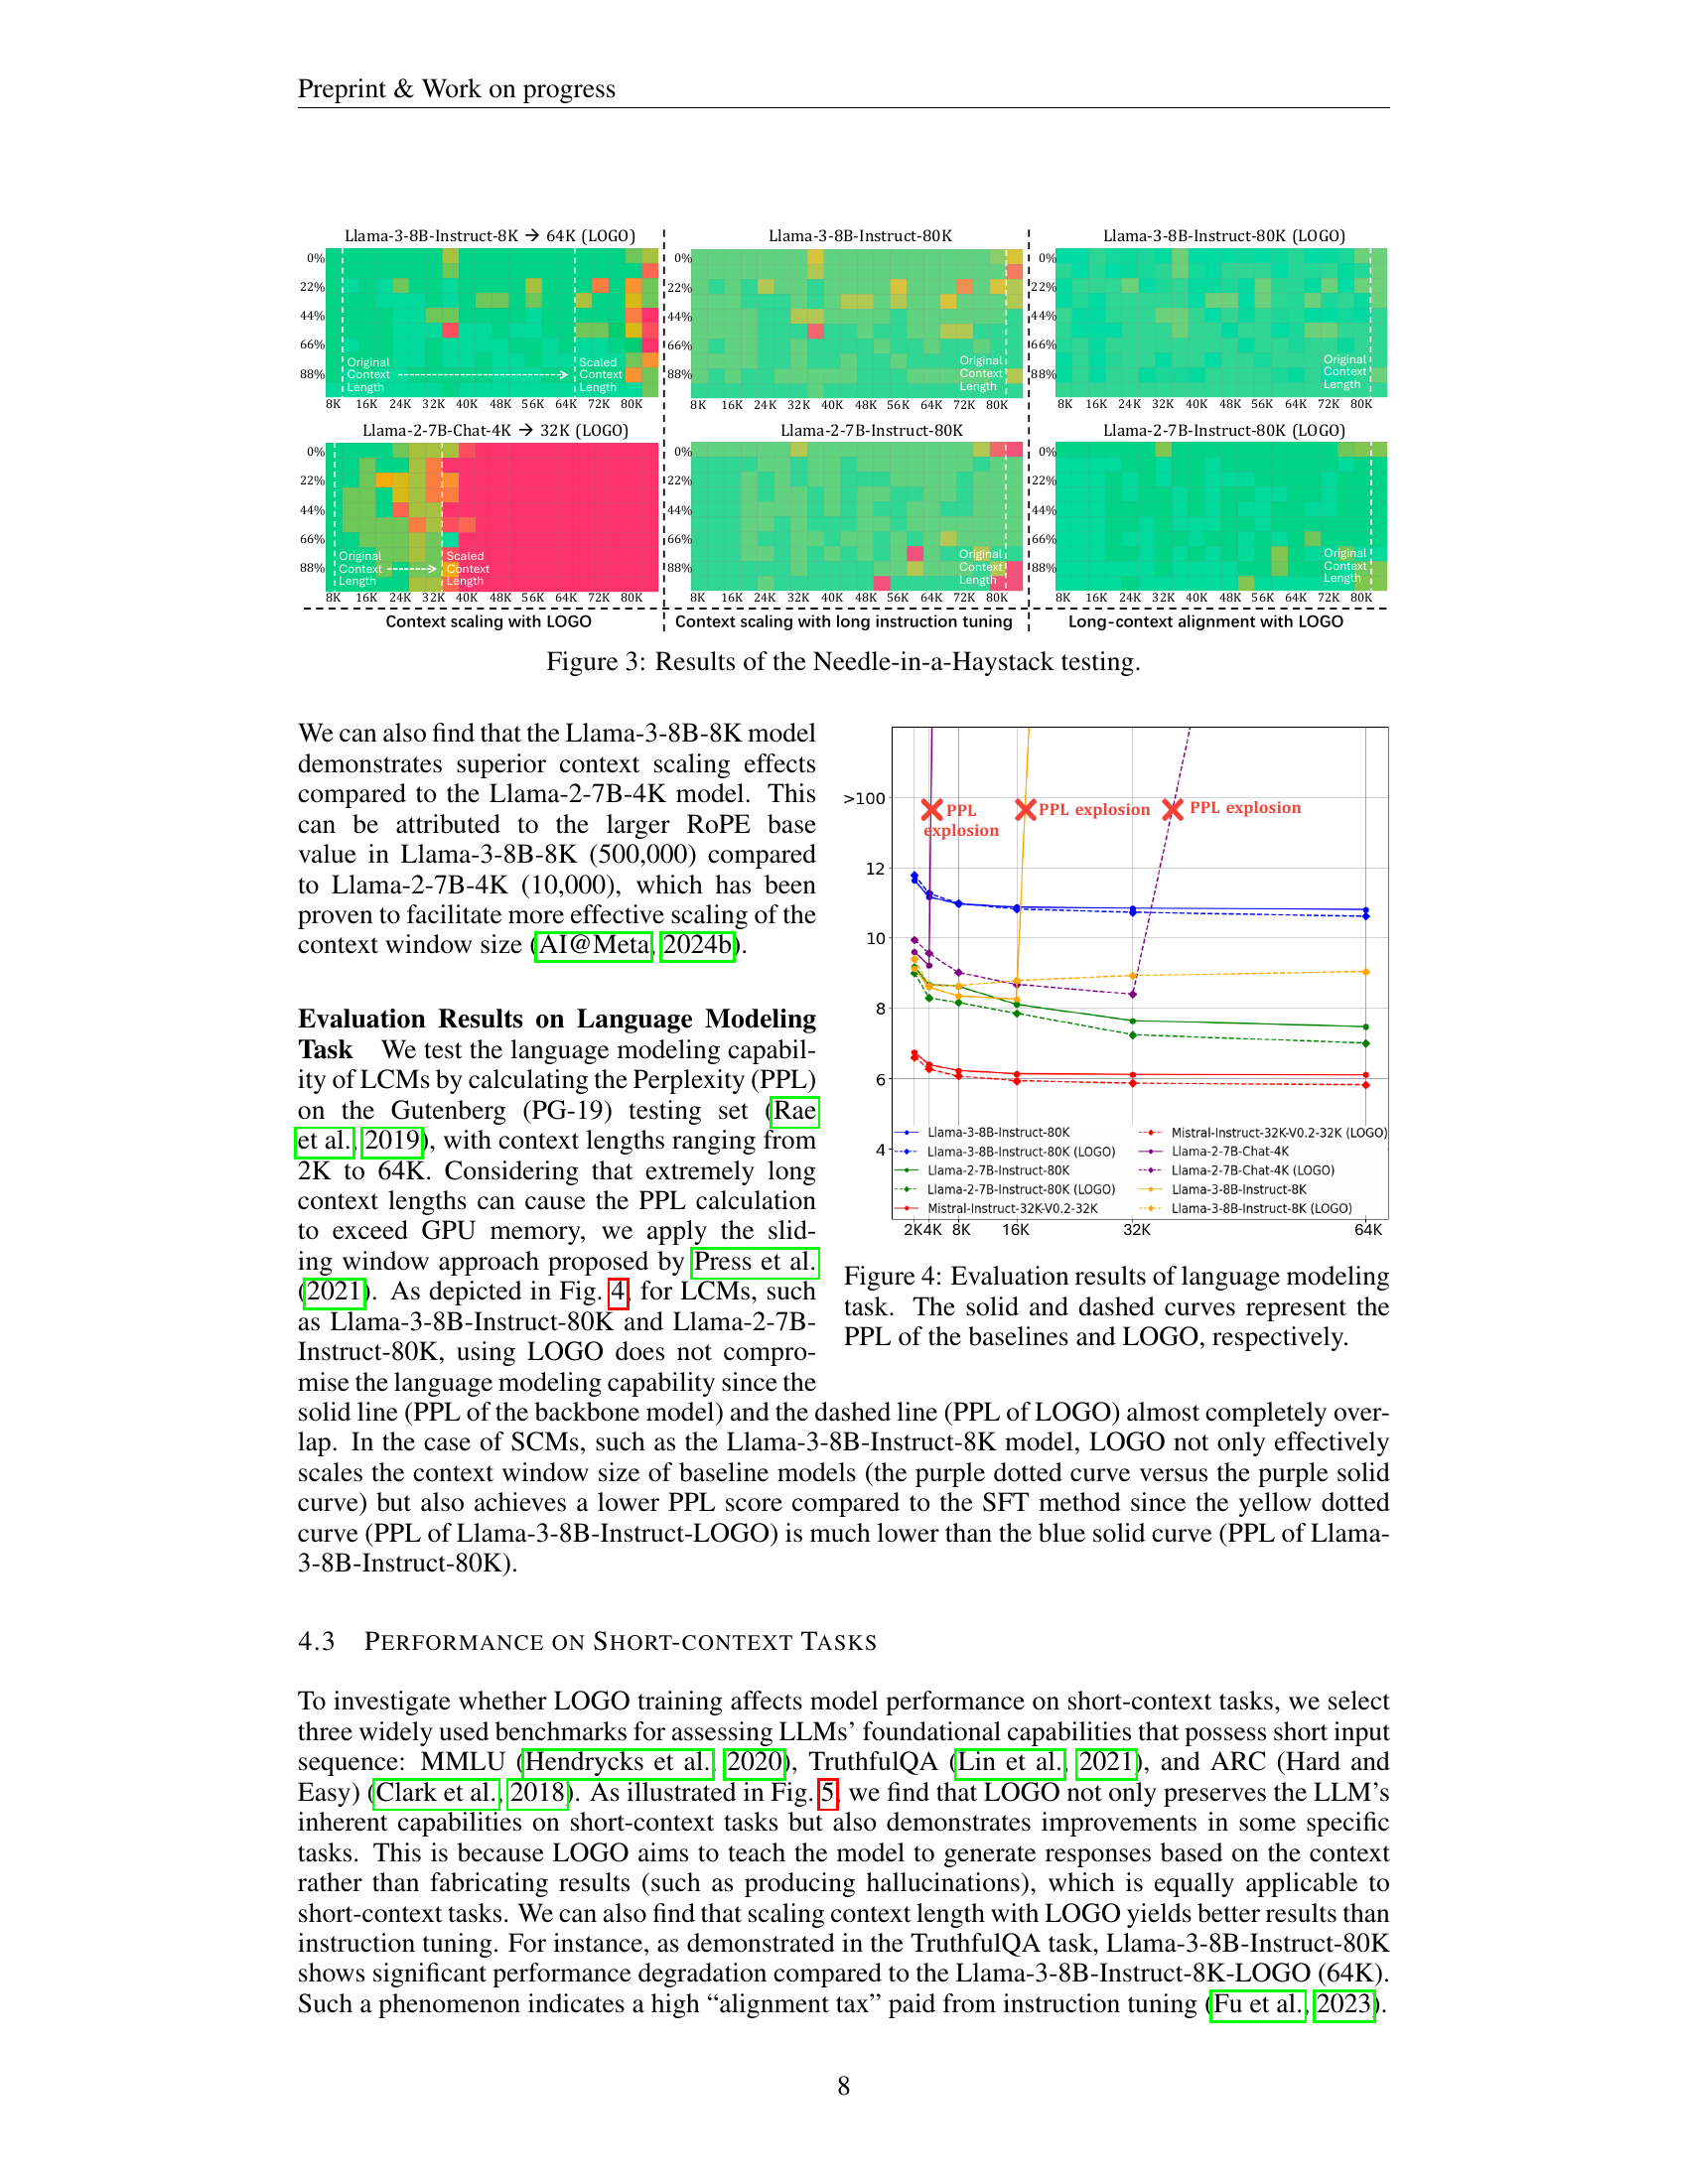 Preprint & Work on progress
Llama-3-8B-Instruct-8K → 64K (LOGO)
0%
22%
44%
66%
88%
Original
Context
Length
Scaled
Context
Length
8K 16K 24K 32K 40K 48K 56K 64K 72K 80K
Llama-3-8B-Instruct-80K
0%
22%
44%
66%
88%
Original
Context
Length
8K 16K 24K 32K 40K 48K 56K 64K 72K 80K
Llama-3-8B-Instruct-80K (LOGO)
0%
22%
44%
66%
88%
Original
Context
Length
8K 16K 24K 32K 40K 48K 56K 64K 72K 80K
Llama-2-7B-Chat-4K → 32K (LOGO)
0%
22%
44%
66%
88%
Original
Context
Length
Scaled
Context
Length
8K 16K 24K 32K 40K 48K 56K 64K 72K 80K
Llama-2-7B-Instruct-80K
0%
22%
44%
66%
88%
Original
Context
Length
8K 16K 24K 32K 40K 48K 56K 64K 72K 80K
Llama-2-7B-Instruct-80K (LOGO)
0%
22%
44%
66%
88%
Original
Context
Length
8K 16K 24K 32K 40K 48K 56K 64K 72K 80K
Context scaling with LOGO
Context scaling with long instruction tuning
Long-context alignment with LOGO
Figure 3: Results of the Needle-in-a-Haystack testing.
We can also find that the Llama-3-8B-8K model
demonstrates superior context scaling effects
compared to the Llama-2-7B-4K model. This
can be attributed to the larger RoPE base
value in Llama-3-8B-8K (500,000) compared
to Llama-2-7B-4K (10,000), which has been
proven to facilitate more effective scaling of the
context window size (AI@Meta, 2024b).
Evaluation Results on Language Modeling
Task We test the language modeling capabil-
ity of LCMs by calculating the Perplexity (PPL)
on the Gutenberg (PG-19) testing set (Rae
et al., 2019), with context lengths ranging from
2K to 64K. Considering that extremely long
context lengths can cause the PPL calculation
to exceed GPU memory, we apply the slid-
ing window approach proposed by Press et al.
(2021). As depicted in Fig. 4, for LCMs, such
as Llama-3-8B-Instruct-80K and Llama-2-7B-
Instruct-80K, using LOGO does not compro-
mise the language modeling capability since the
>100
12
10
8
6
4
PPL
explosion
PPL explosion
PPL explosion
Llama-3-8B-Instruct-80K
Llama-3-8B-Instruct-80K (LOGO)
Llama-2-7B-Instruct-80K
Llama-2-7B-Instruct-80K (LOGO)
Mistral-Instruct-32K-V0.2-32K
Mistral-Instruct-32K-V0.2-32K (LOGO)
Llama-2-7B-Chat-4K
Llama-2-7B-Chat-4K (LOGO)
Llama-3-8B-Instruct-8K
Llama-3-8B-Instruct-8K (LOGO)
2K 4K 8K 16K 32K 64K
Figure 4: Evaluation results of language modeling
task. The solid and dashed curves represent the
PPL of the baselines and LOGO, respectively.
solid line (PPL of the backbone model) and the dashed line (PPL of LOGO) almost completely over-
lap. In the case of SCMs, such as the Llama-3-8B-Instruct-8K model, LOGO not only effectively
scales the context window size of baseline models (the purple dotted curve versus the purple solid
curve) but also achieves a lower PPL score compared to the SFT method since the yellow dotted
curve (PPL of Llama-3-8B-Instruct-LOGO) is much lower than the blue solid curve (PPL of Llama-
3-8B-Instruct-80K).
4.3 PERFORMANCE ON SHORT-CONTEXT TASKS
To investigate whether LOGO training affects model performance on short-context tasks, we select
three widely used benchmarks for assessing LLMs' foundational capabilities that possess short input
sequence: MMLU (Hendrycks et al., 2020), TruthfulQA (Lin et al., 2021), and ARC (Hard and
Easy) (Clark et al., 2018). As illustrated in Fig. 5, we find that LOGO not only preserves the LLM's
inherent capabilities on short-context tasks but also demonstrates improvements in some specific
tasks. This is because LOGO aims to teach the model to generate responses based on the context
rather than fabricating results (such as producing hallucinations), which is equally applicable to
short-context tasks. We can also find that scaling context length with LOGO yields better results than
instruction tuning. For instance, as demonstrated in the TruthfulQA task, Llama-3-8B-Instruct-80K
shows significant performance degradation compared to the Llama-3-8B-Instruct-8K-LOGO (64K).
Such a phenomenon indicates a high “alignment tax” paid from instruction tuning (Fu et al., 2023).
8